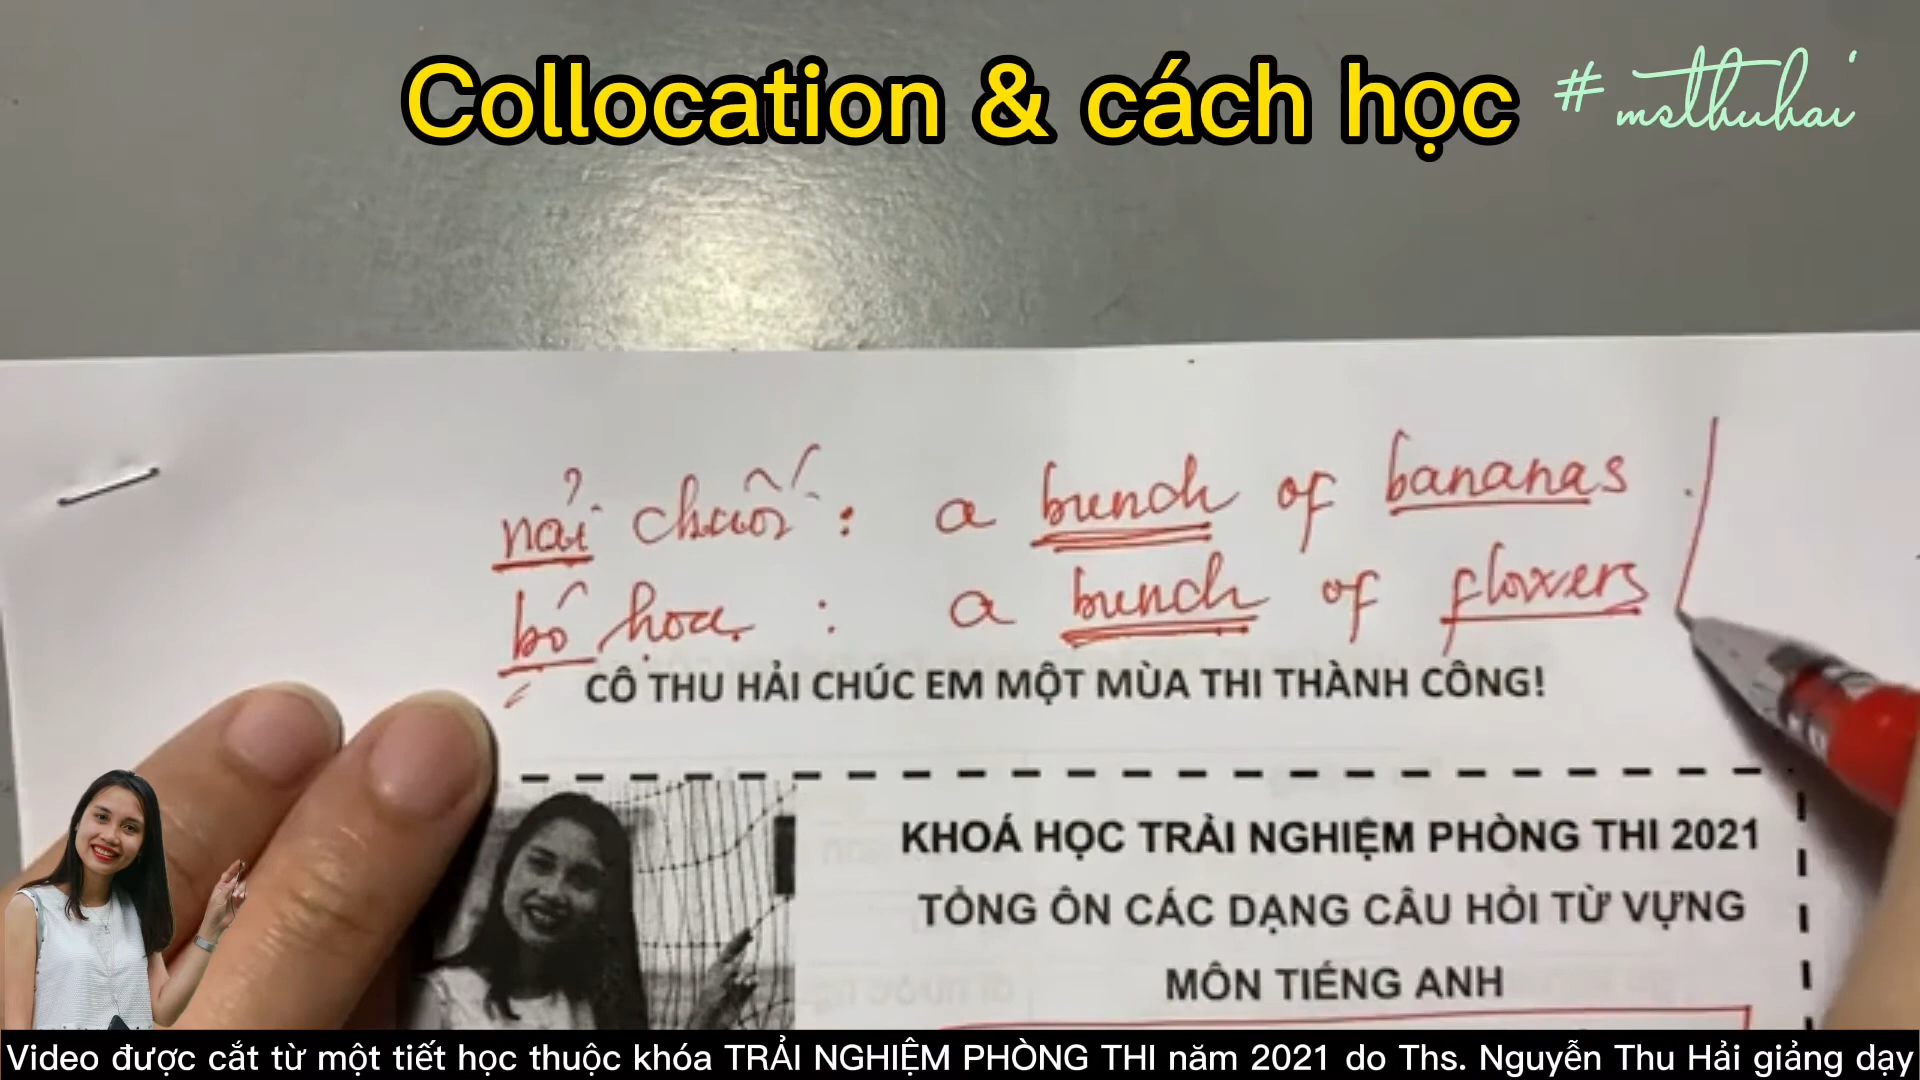 Collocation & cách học #msthuhai
nải chuối : a bunch of bananas
bó hoa : a bunch of flowers
CÔ THU HẢI CHÚC EM MỘT MÙA THI THÀNH CÔNG!
KHOÁ HỌC TRẢI NGHIỆM PHÒNG THI 2021
TỔNG ÔN CÁC DẠNG CÂU HỎI TỪ VỰNG
MÔN TIẾNG ANH
Video được cắt từ một tiết học thuộc khóa TRẢI NGHIỆM PHÒNG THI năm 2021 do Ths. Nguyễn Thu Hải giảng dạy